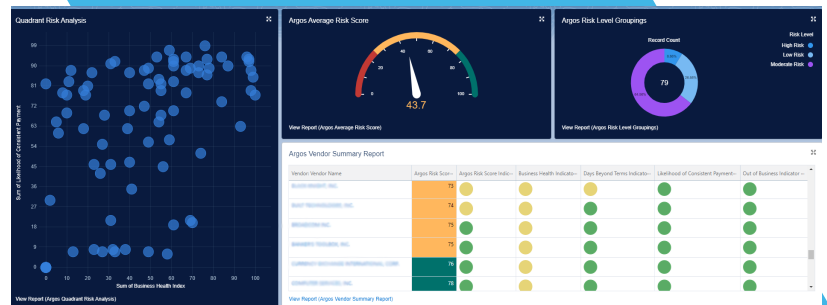 Quadrant Risk Analysis
Sum of Likelihood of Consistent Payment
99
90
81
72
63
54
45
36
27
18
9
0
0 10 20 30 40 50 60 70 80 90 100
Sum of Business Health Index
View Report (Argos Quadrant Risk Analysis)
Argos Average Risk Score
0
20
40
60
80
100
43.7
View Report (Argos Average Risk Score)
Argos Risk Level Groupings
Record Count
79
Risk Level
High Risk
Low Risk
Moderate Risk
View Report (Argos Risk Level Groupings)
Argos Vendor Summary Report
Vendor Vendor Name Argos Risk Scor... Argos Risk Score Indic... Business Health Indicato... Days Beyond Terms Indicato... Likelihood of Consistent Payment... Out of Business Indicator ...
73
74
75
75
76
78
View Report (Argos Vendor Summary Report)